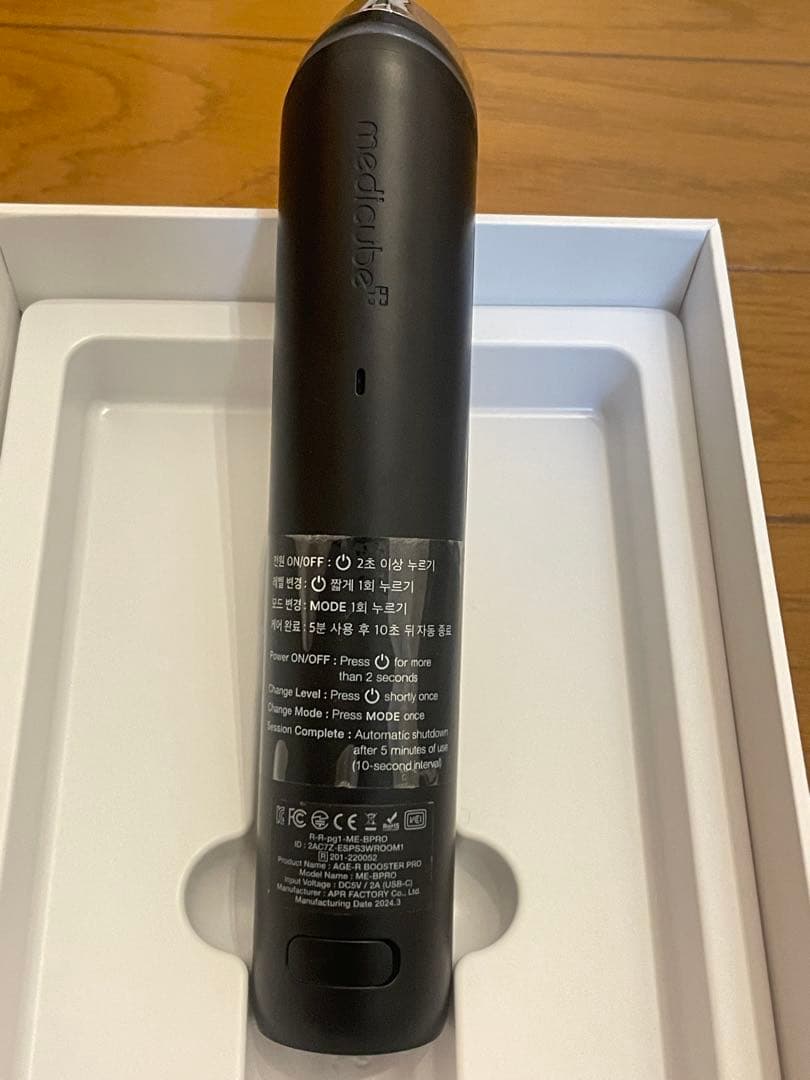 medicube
전원 ON/OFF : 2초 이상 누르기
레벨 변경 : 짧게 1회 누르기
모드 변경 : MODE 1회 누르기
케어 완료 : 5분 사용 후 10초 뒤 자동 종료
Power ON/OFF : Press for more
than 2 seconds
Change Level : Press shortly once
Change Mode : Press MODE once
Session Complete : Automatic shutdown
after 5 minutes of use
(10-second interval)
FC CE RoHS
R-R-pg1-ME-BPRO
ID : 2AC7Z-ESPS3WROOM1
R 201-220052
Product Name : AGE-R BOOSTER PRO
Model Name : ME-BPRO
Input Voltage : DC5V / 2A (USB-C)
Manufacturer : APR FACTORY Co., Ltd.
Manufacturing Date 2024.3